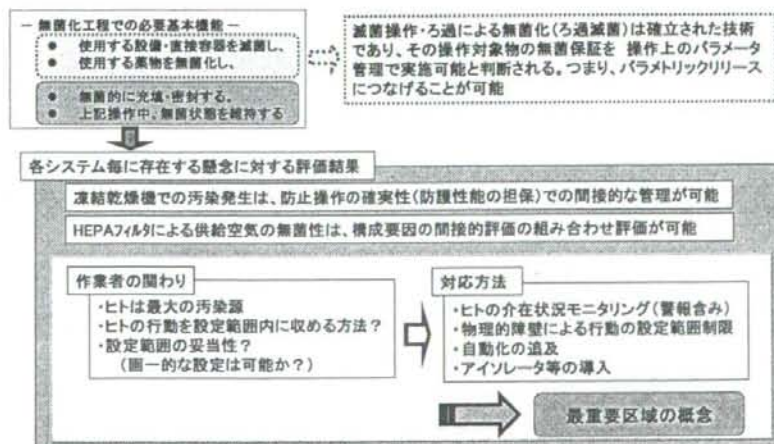 ― 無菌化工程での必要基本機能 ―
● 使用する設備・直接容器を滅菌し、
● 使用する薬物を無菌化し、
● 無菌的に充填・密封する。
● 上記操作中、無菌状態を維持する
滅菌操作・ろ過による無菌化(ろ過滅菌)は確立された技術
であり、その操作対象物の無菌保証を 操作上のパラメータ
管理で実施可能と判断される。つまり、パラメトリックリリース
につなげることが可能
各システム毎に存在する懸念に対する評価結果
凍結乾燥機での汚染発生は、防止操作の確実性(防護性能の担保)での間接的な管理が可能
HEPAフィルタによる供給空気の無菌性は、構成要因の間接的評価の組み合わせ評価が可能
作業者の関わり
・ヒトは最大の汚染源
・ヒトの行動を設定範囲内に収める方法?
・設定範囲の妥当性?
(画一的な設定は可能か?)
対応方法
・ヒトの介在状況モニタリング(警報含み)
・物理的障壁による行動の設定範囲制限
・自動化の追及
・アイソレータ等の導入
最重要区域の概念